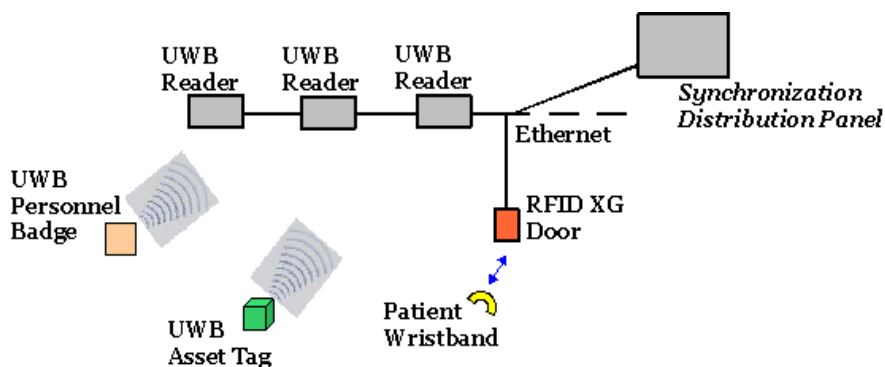 UWB
Reader
UWB
Reader
UWB
Reader
Synchronization
Distribution Panel
Ethernet
UWB
Personnel
Badge
RFID XG
Door
UWB
Asset Tag
Patient
Wristband